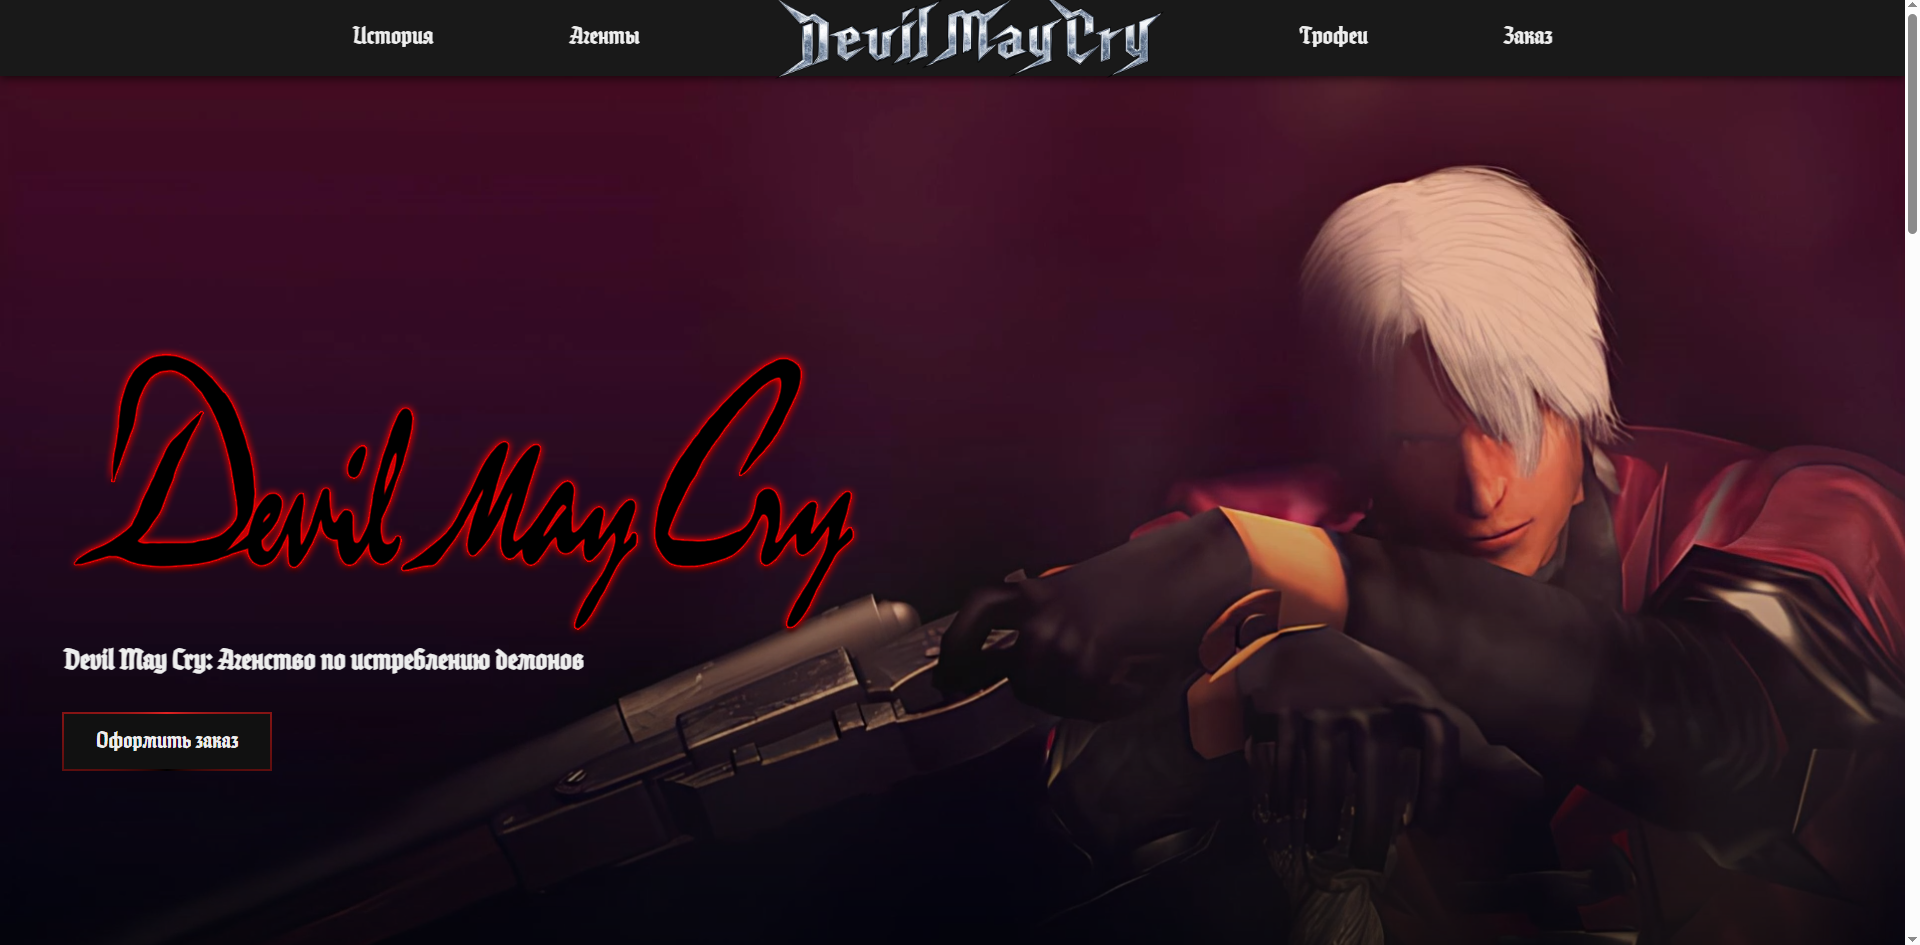 История
Агенты
Devil May Cry
Трофеи
Заказ
Devil May Cry
Devil May Cry: Агенство по истреблению демонов
Оформить заказ